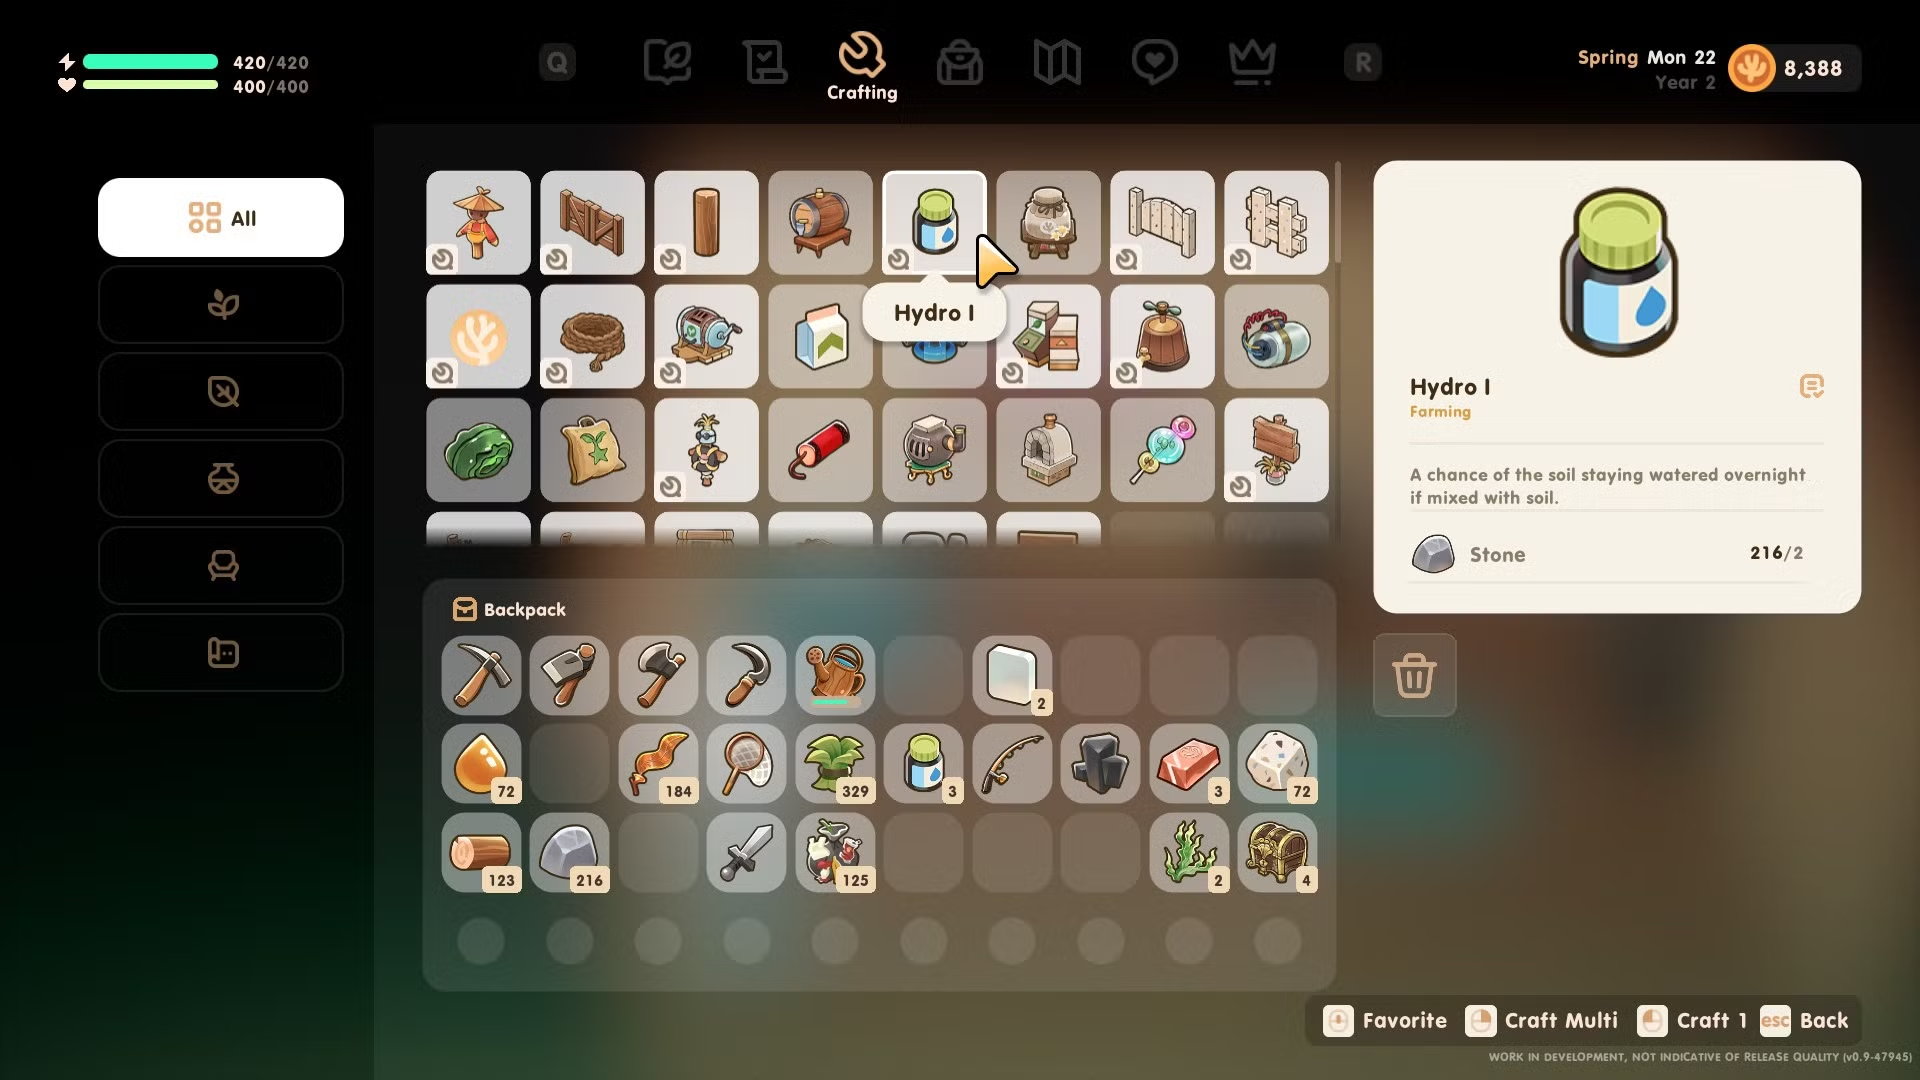 420/420
400/400
Q
Crafting
R
Spring Mon 22
Year 2
8,388
All
Hydro I
Hydro I
Farming
A chance of the soil staying watered overnight
if mixed with soil.
Stone
216/2
Backpack
2
72
184
329
3
3
72
123
216
125
2
4
Favorite
Craft Multi
Craft 1
esc
Back
WORK IN DEVELOPMENT, NOT INDICATIVE OF RELEASE QUALITY (v0.9-47945)